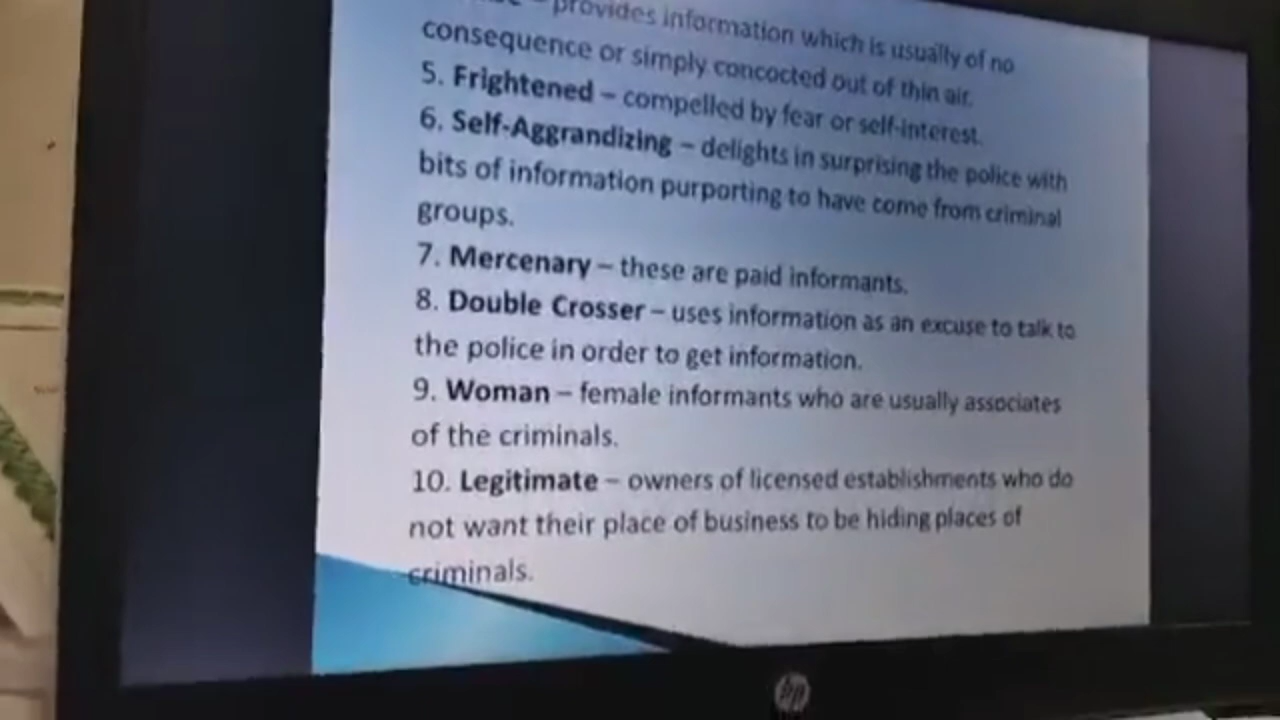 provides information which is usually of no
consequence or simply concocted out of thin air.
5. Frightened – compelled by fear or self-interest.
6. Self-Aggrandizing – delights in surprising the police with
bits of information purporting to have come from criminal
groups.
7. Mercenary – these are paid informants.
8. Double Crosser – uses information as an excuse to talk to
the police in order to get information.
9. Woman – female informants who are usually associates
of the criminals.
10. Legitimate – owners of licensed establishments who do
not want their place of business to be hiding places of
criminals.
hp